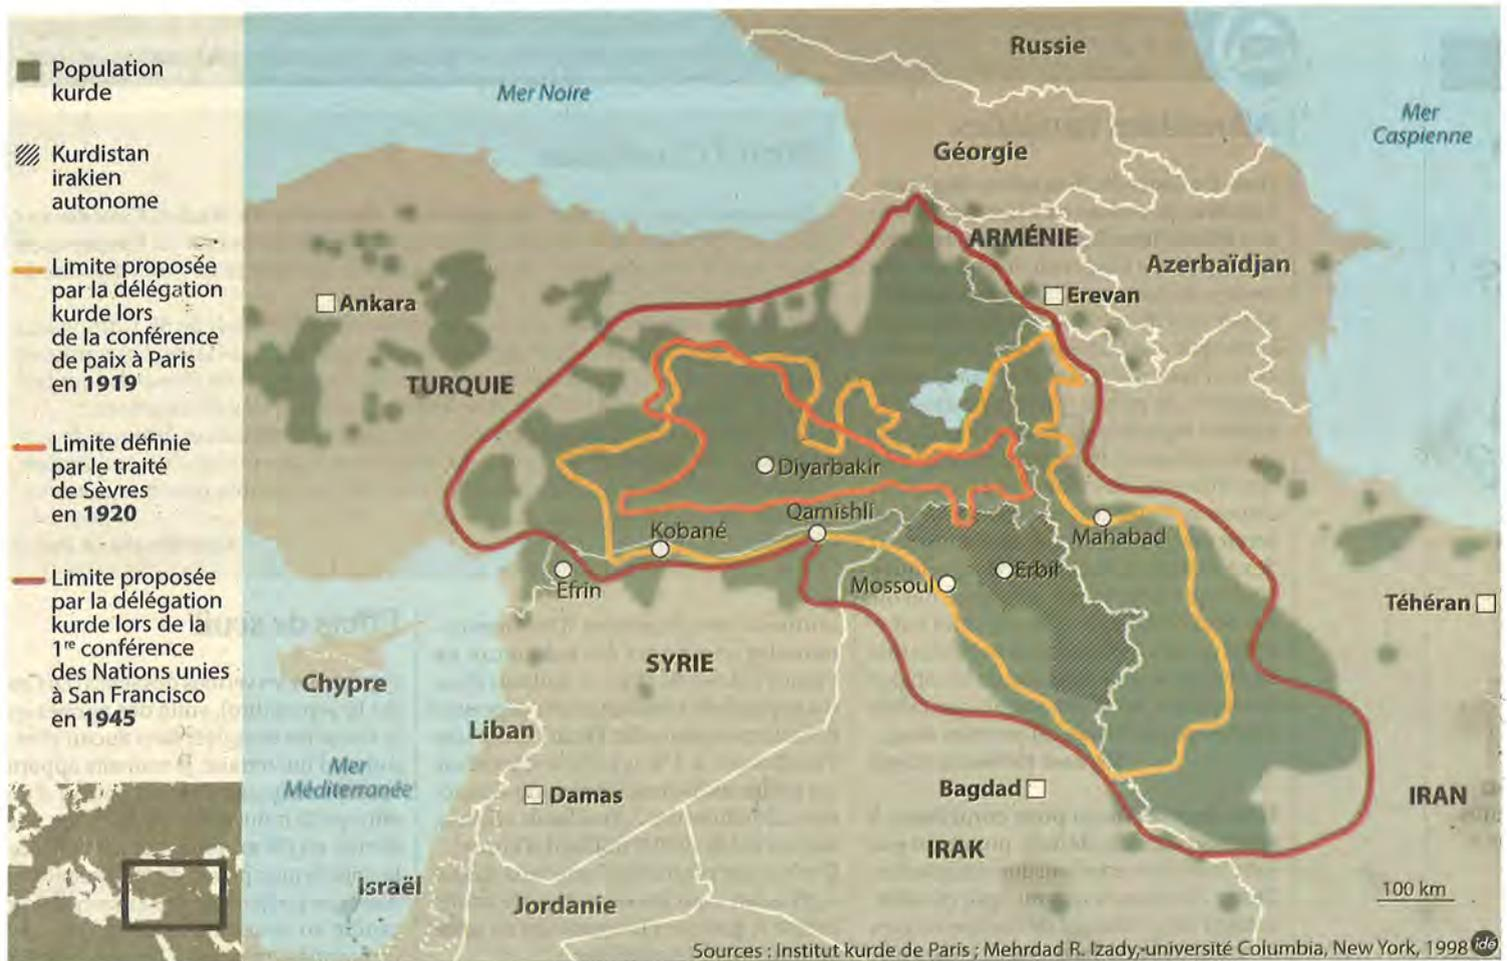 Population
kurde
Kurdistan
irakien
autonome
Limite proposée
par la délégation
kurde lors
de la conférence
de paix à Paris
en 1919
Limite définie
par le traité
de Sèvres
en 1920
Limite proposée
par la délégation
kurde lors de la
1re conférence
des Nations unies
à San Francisco
en 1945
Russie
Mer Noire
Mer
Caspienne
Géorgie
ARMÉNIE
Azerbaïdjan
Erevan
Ankara
TURQUIE
Diyarbakir
Qamishli
Kobané
Mahabad
Efrin
Mossoul
Erbil
Téhéran
SYRIE
Chypre
Liban
Mer
Méditerranée
Damas
Bagdad
IRAN
IRAK
Israël
Jordanie
100 km
Sources : Institut kurde de Paris ; Mehrdad R. Izady, université Columbia, New York, 1998 idé